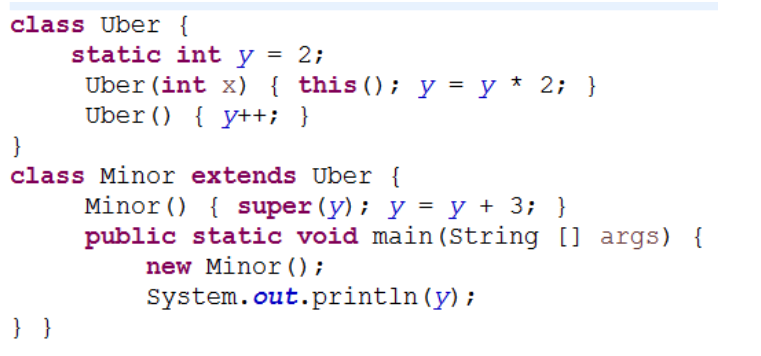 class Uber {
static int y = 2;
Uber(int x) { this(); y = y * 2; }
Uber() { y++; }
}
class Minor extends Uber {
Minor() { super(y); y = y + 3; }
public static void main(String [] args) {
new Minor();
System.out.println(y);
} }